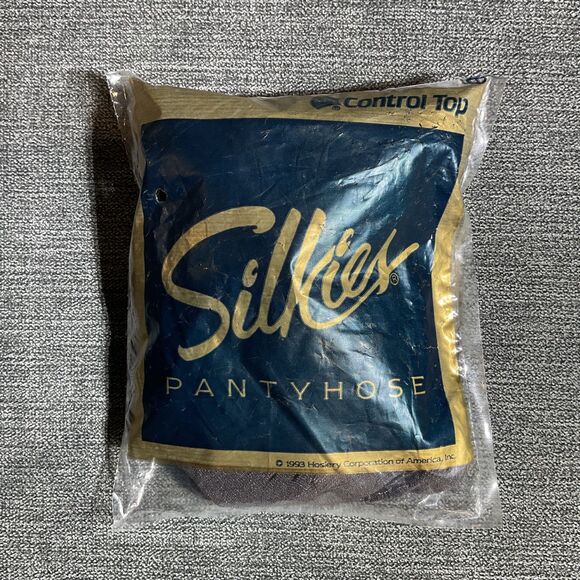 Control Top
Silkies®
PANTYHOSE
© 1993 Hosiery Corporation of America, Inc.